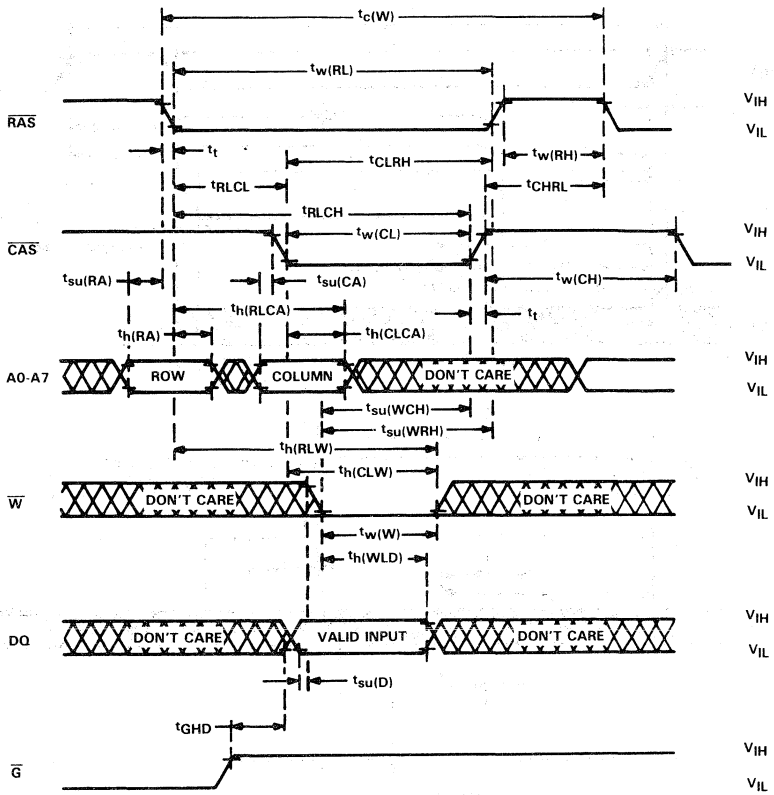 tc(W)
tw(RL)
RAS
VIH
VIL
tt
tCLRH
tw(RH)
tRLCL
tCHRL
tRLCH
CAS
tw(CL)
VIH
VIL
tsu(RA)
tsu(CA)
tw(CH)
th(RLCA)
th(RA)
th(CLCA)
tt
A0-A7
ROW
COLUMN
DON'T CARE
VIH
VIL
tsu(WCH)
tsu(WRH)
th(RLW)
th(CLW)
W
DON'T CARE
DON'T CARE
VIH
VIL
tw(W)
th(WLD)
DQ
DON'T CARE
VALID INPUT
DON'T CARE
VIH
VIL
tsu(D)
tGHD
G
VIH
VIL